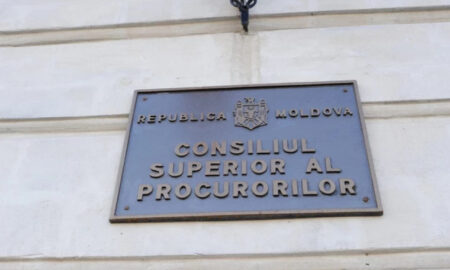 REPUBLICA MOLDOVA
CONSILIUL
SUPERIOR AL
PROCURORILOR